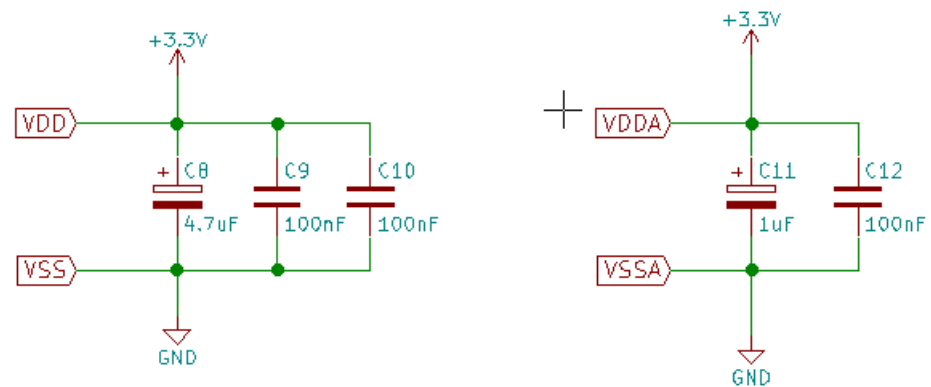 +3.3V
VDD
+ C8
4.7uF
C9
100nF
C10
100nF
VSS
GND
+3.3V
VDDA
+ C11
1uF
C12
100nF
VSSA
GND